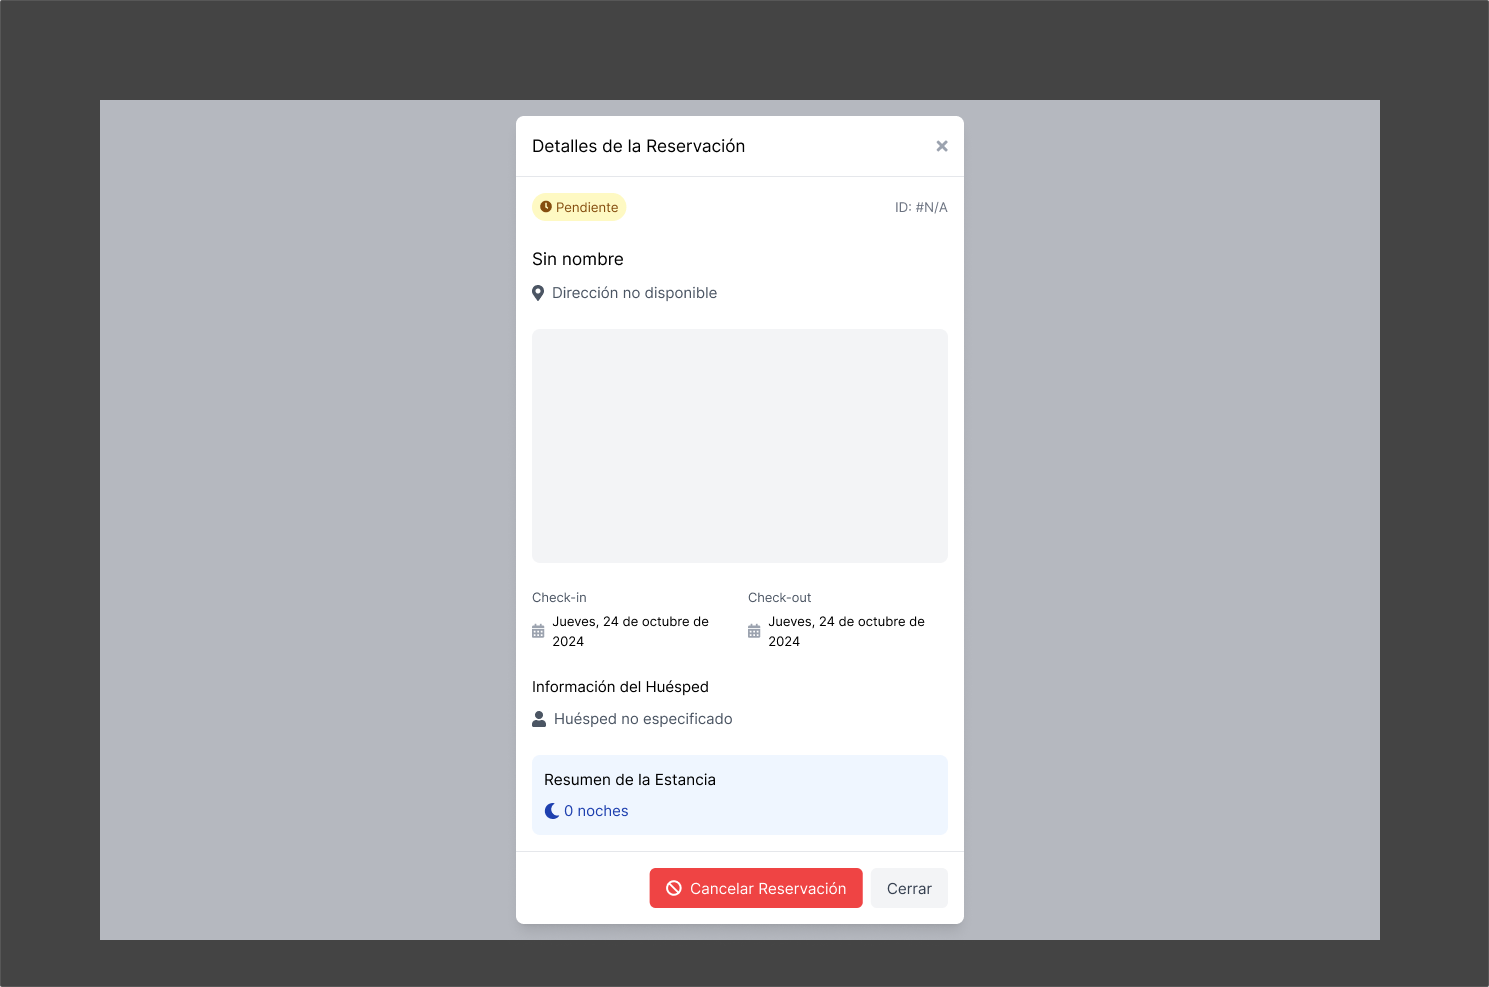 Detalles de la Reservación
Pendiente
ID: #N/A
Sin nombre
Dirección no disponible
Check-in
Jueves, 24 de octubre de
2024
Check-out
Jueves, 24 de octubre de
2024
Información del Huésped
Huésped no especificado
Resumen de la Estancia
0 noches
Cancelar Reservación
Cerrar